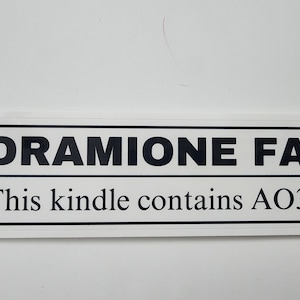 DRAMIONE FA
This kindle contains AO3